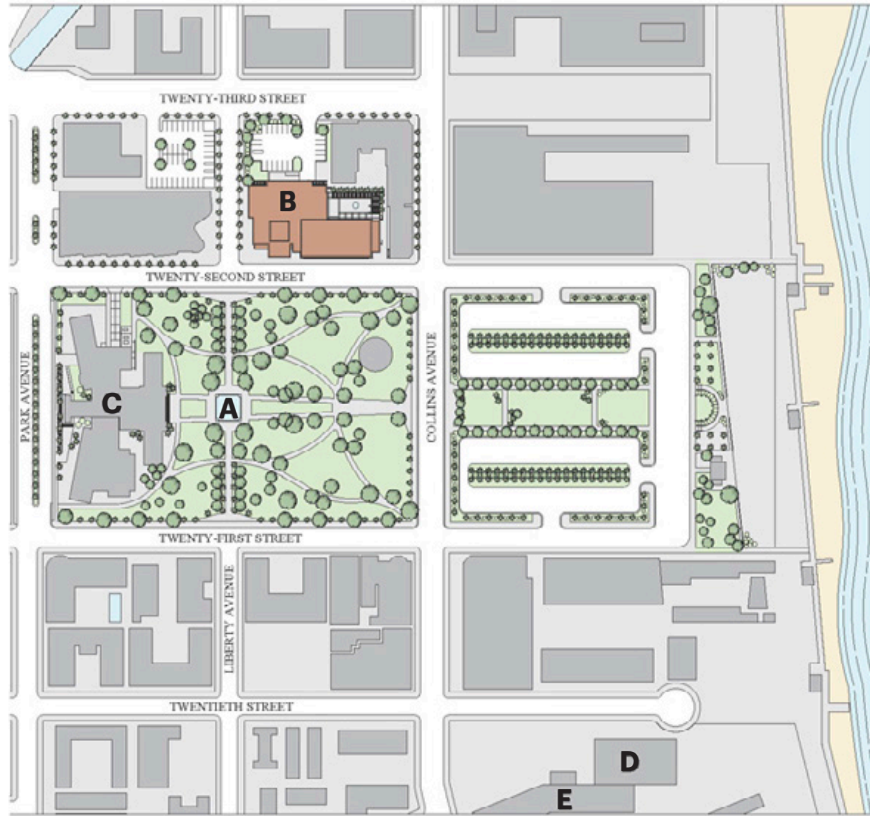 TWENTY-THIRD STREET
B
TWENTY-SECOND STREET
PARK AVENUE
C
A
COLLINS AVENUE
TWENTY-FIRST STREET
LIBERTY AVENUE
TWENTIETH STREET
D
E